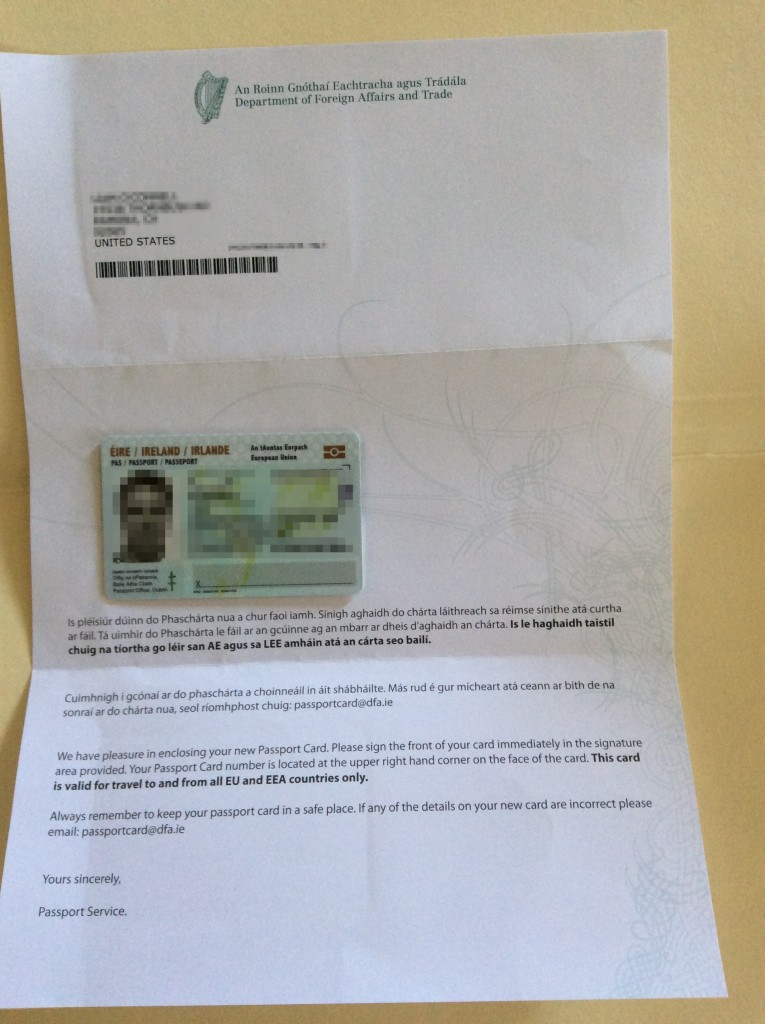 An Roinn Gnóthaí Eachtracha agus Trádála
Department of Foreign Affairs and Trade
UNITED STATES
ÉIRE / IRELAND / IRLANDE
PAS / PASSPORT / PASSEPORT
An tAontas Eorpach
European Union
Oifig na bPasanna,
Baile Átha Cliath
Passport Office, Dublin
X
Is pléisiúr dúinn do Phaschárta nua a chur faoi iamh. Sínigh aghaidh do chárta láithreach sa réimse sínithe atá curtha
ar fáil. Tá uimhir do Phaschárta le fáil ar an gcúinne ag an mbarr ar dheis d'aghaidh an chárta. Is le haghaidh taistil
chuig na tíortha go léir san AE agus sa LEE amháin atá an cárta seo bailí.
Cuimhnigh i gcónaí ar do phaschárta a choinneáil in áit shábháilte. Más rud é gur mícheart atá ceann ar bith de na
sonraí ar do chárta nua, seol ríomhphost chuig: passportcard@dfa.ie
We have pleasure in enclosing your new Passport Card. Please sign the front of your card immediately in the signature
area provided. Your Passport Card number is located at the upper right hand corner on the face of the card. This card
is valid for travel to and from all EU and EEA countries only.
Always remember to keep your passport card in a safe place. If any of the details on your new card are incorrect please
email: passportcard@dfa.ie
Yours sincerely,
Passport Service.